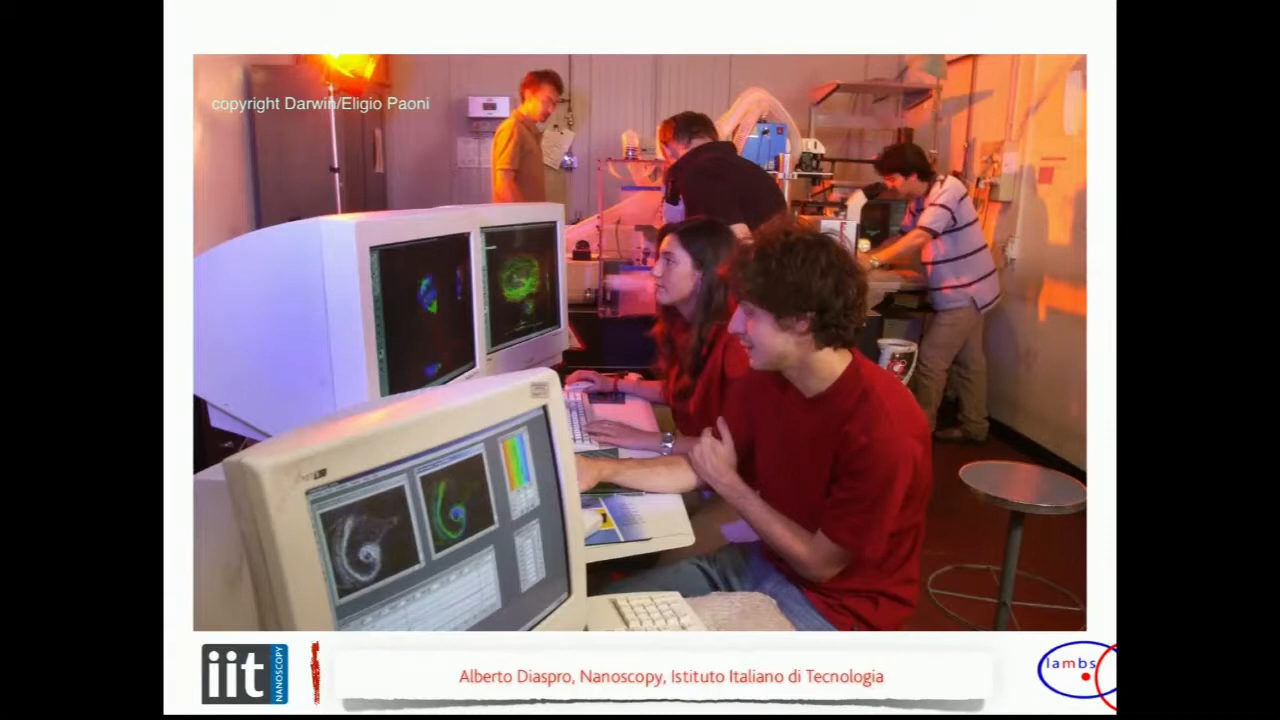 copyright Darwin/Eligio Paoni
iit
NANOSCOPY
Alberto Diaspro, Nanoscopy, Istituto Italiano di Tecnologia
lambs